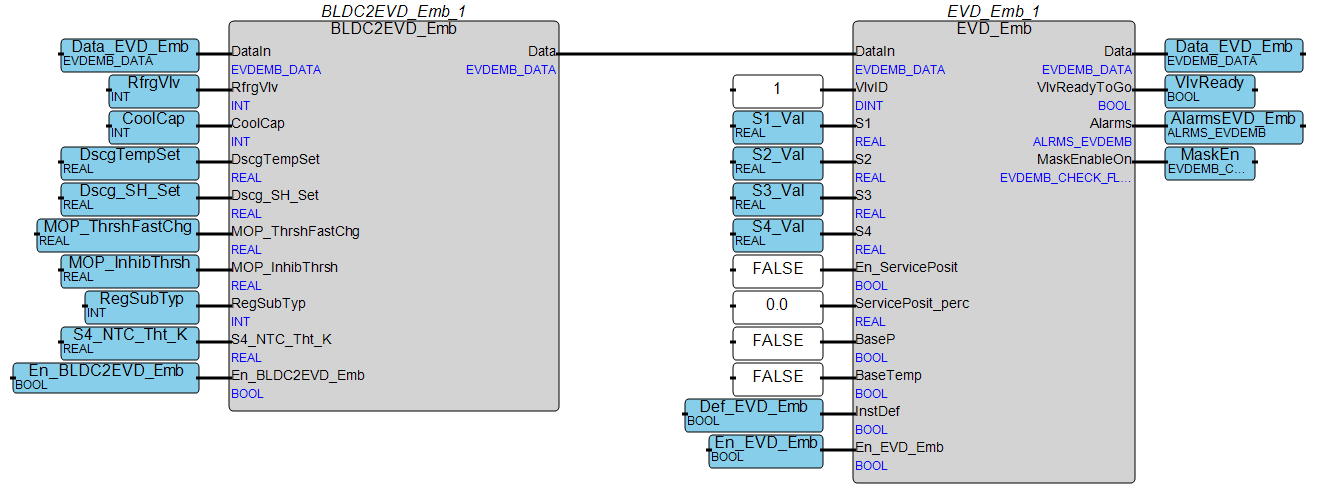 BLDC2EVD_Emb_1
BLDC2EVD_Emb
Data_EVD_Emb
EVDEMB_DATA
DataIn
EVDEMB_DATA
Data
EVDEMB_DATA
RfrgVlv
INT
RfrgVlv
INT
CoolCap
INT
CoolCap
INT
DscgTempSet
REAL
DscgTempSet
REAL
Dscg_SH_Set
REAL
Dscg_SH_Set
REAL
MOP_ThrshFastChg
REAL
MOP_ThrshFastChg
REAL
MOP_InhibThrsh
REAL
MOP_InhibThrsh
REAL
RegSubTyp
INT
RegSubTyp
INT
S4_NTC_Tht_K
REAL
S4_NTC_Tht_K
REAL
En_BLDC2EVD_Emb
BOOL
En_BLDC2EVD_Emb
BOOL
EVD_Emb_1
EVD_Emb
DataIn
EVDEMB_DATA
1
VlvID
DINT
S1_Val
REAL
S1
REAL
S2_Val
REAL
S2
REAL
S3_Val
REAL
S3
REAL
S4_Val
REAL
S4
REAL
FALSE
En_ServicePosit
BOOL
0.0
ServicePosit_perc
REAL
FALSE
BaseP
BOOL
FALSE
BaseTemp
BOOL
Def_EVD_Emb
BOOL
InstDef
BOOL
En_EVD_Emb
BOOL
En_EVD_Emb
BOOL
Data
EVDEMB_DATA
Data_EVD_Emb
EVDEMB_DATA
VlvReadyToGo
BOOL
VlvReady
BOOL
Alarms
ALRMS_EVDEMB
AlarmsEVD_Emb
ALRMS_EVDEMB
MaskEnableOn
EVDEMB_CHECK_FL...
MaskEn
EVDEMB_C...